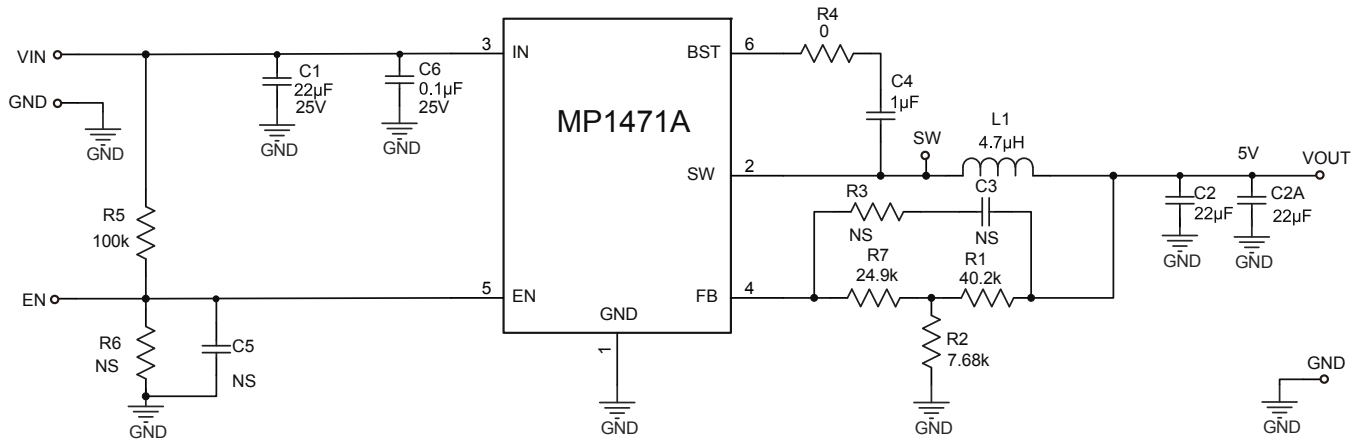 VIN
GND
GND
C1
22µF
25V
GND
C6
0.1µF
25V
GND
3
IN
MP1471A
BST
6
R4
0
C4
1µF
SW
2
SW
L1
4.7µH
5V
VOUT
C2
22µF
GND
C2A
22µF
GND
R3
NS
C3
NS
R5
100k
R7
24.9k
R1
40.2k
EN
5
EN
FB
4
GND
1
GND
R6
NS
C5
NS
GND
R2
7.68k
GND
GND
GND